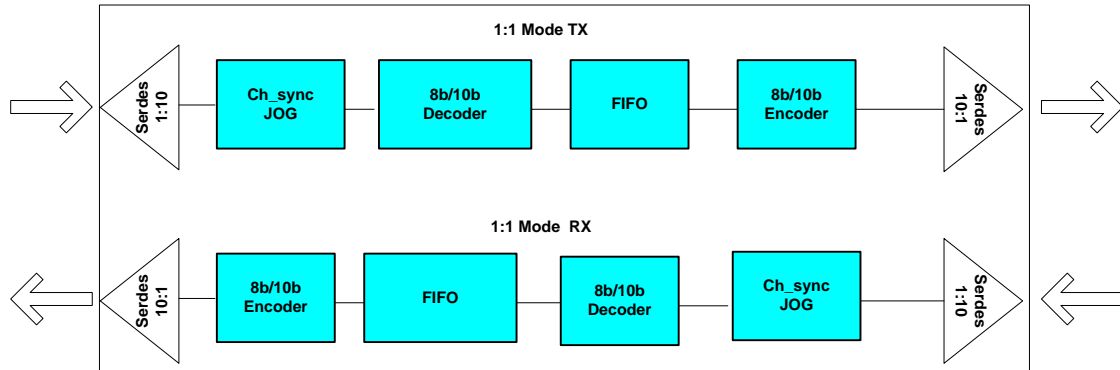 1:1 Mode TX
Serdes
1:10
Ch_sync
JOG
8b/10b
Decoder
FIFO
8b/10b
Encoder
Serdes
10:1
1:1 Mode RX
Serdes
10:1
8b/10b
Encoder
FIFO
8b/10b
Decoder
Ch_sync
JOG
Serdes
1:10